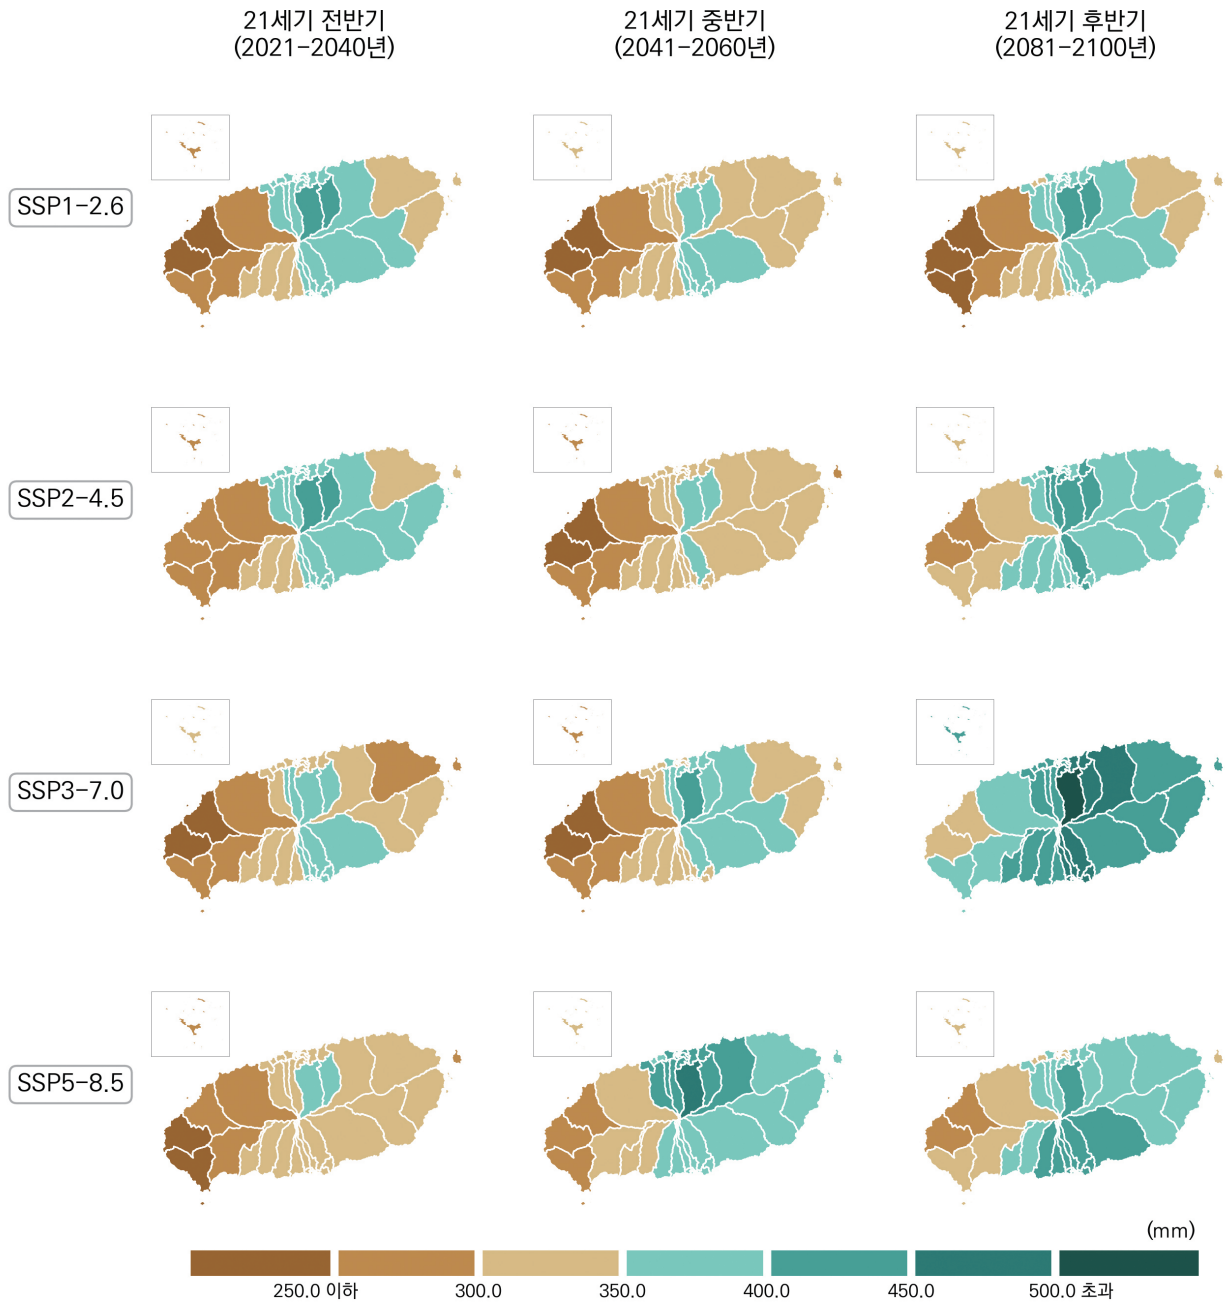 21세기 전반기
(2021-2040년)
21세기 중반기
(2041-2060년)
21세기 후반기
(2081-2100년)
SSP1-2.6
SSP2-4.5
SSP3-7.0
SSP5-8.5
(mm)
250.0 이하 300.0 350.0 400.0 450.0 500.0 초과